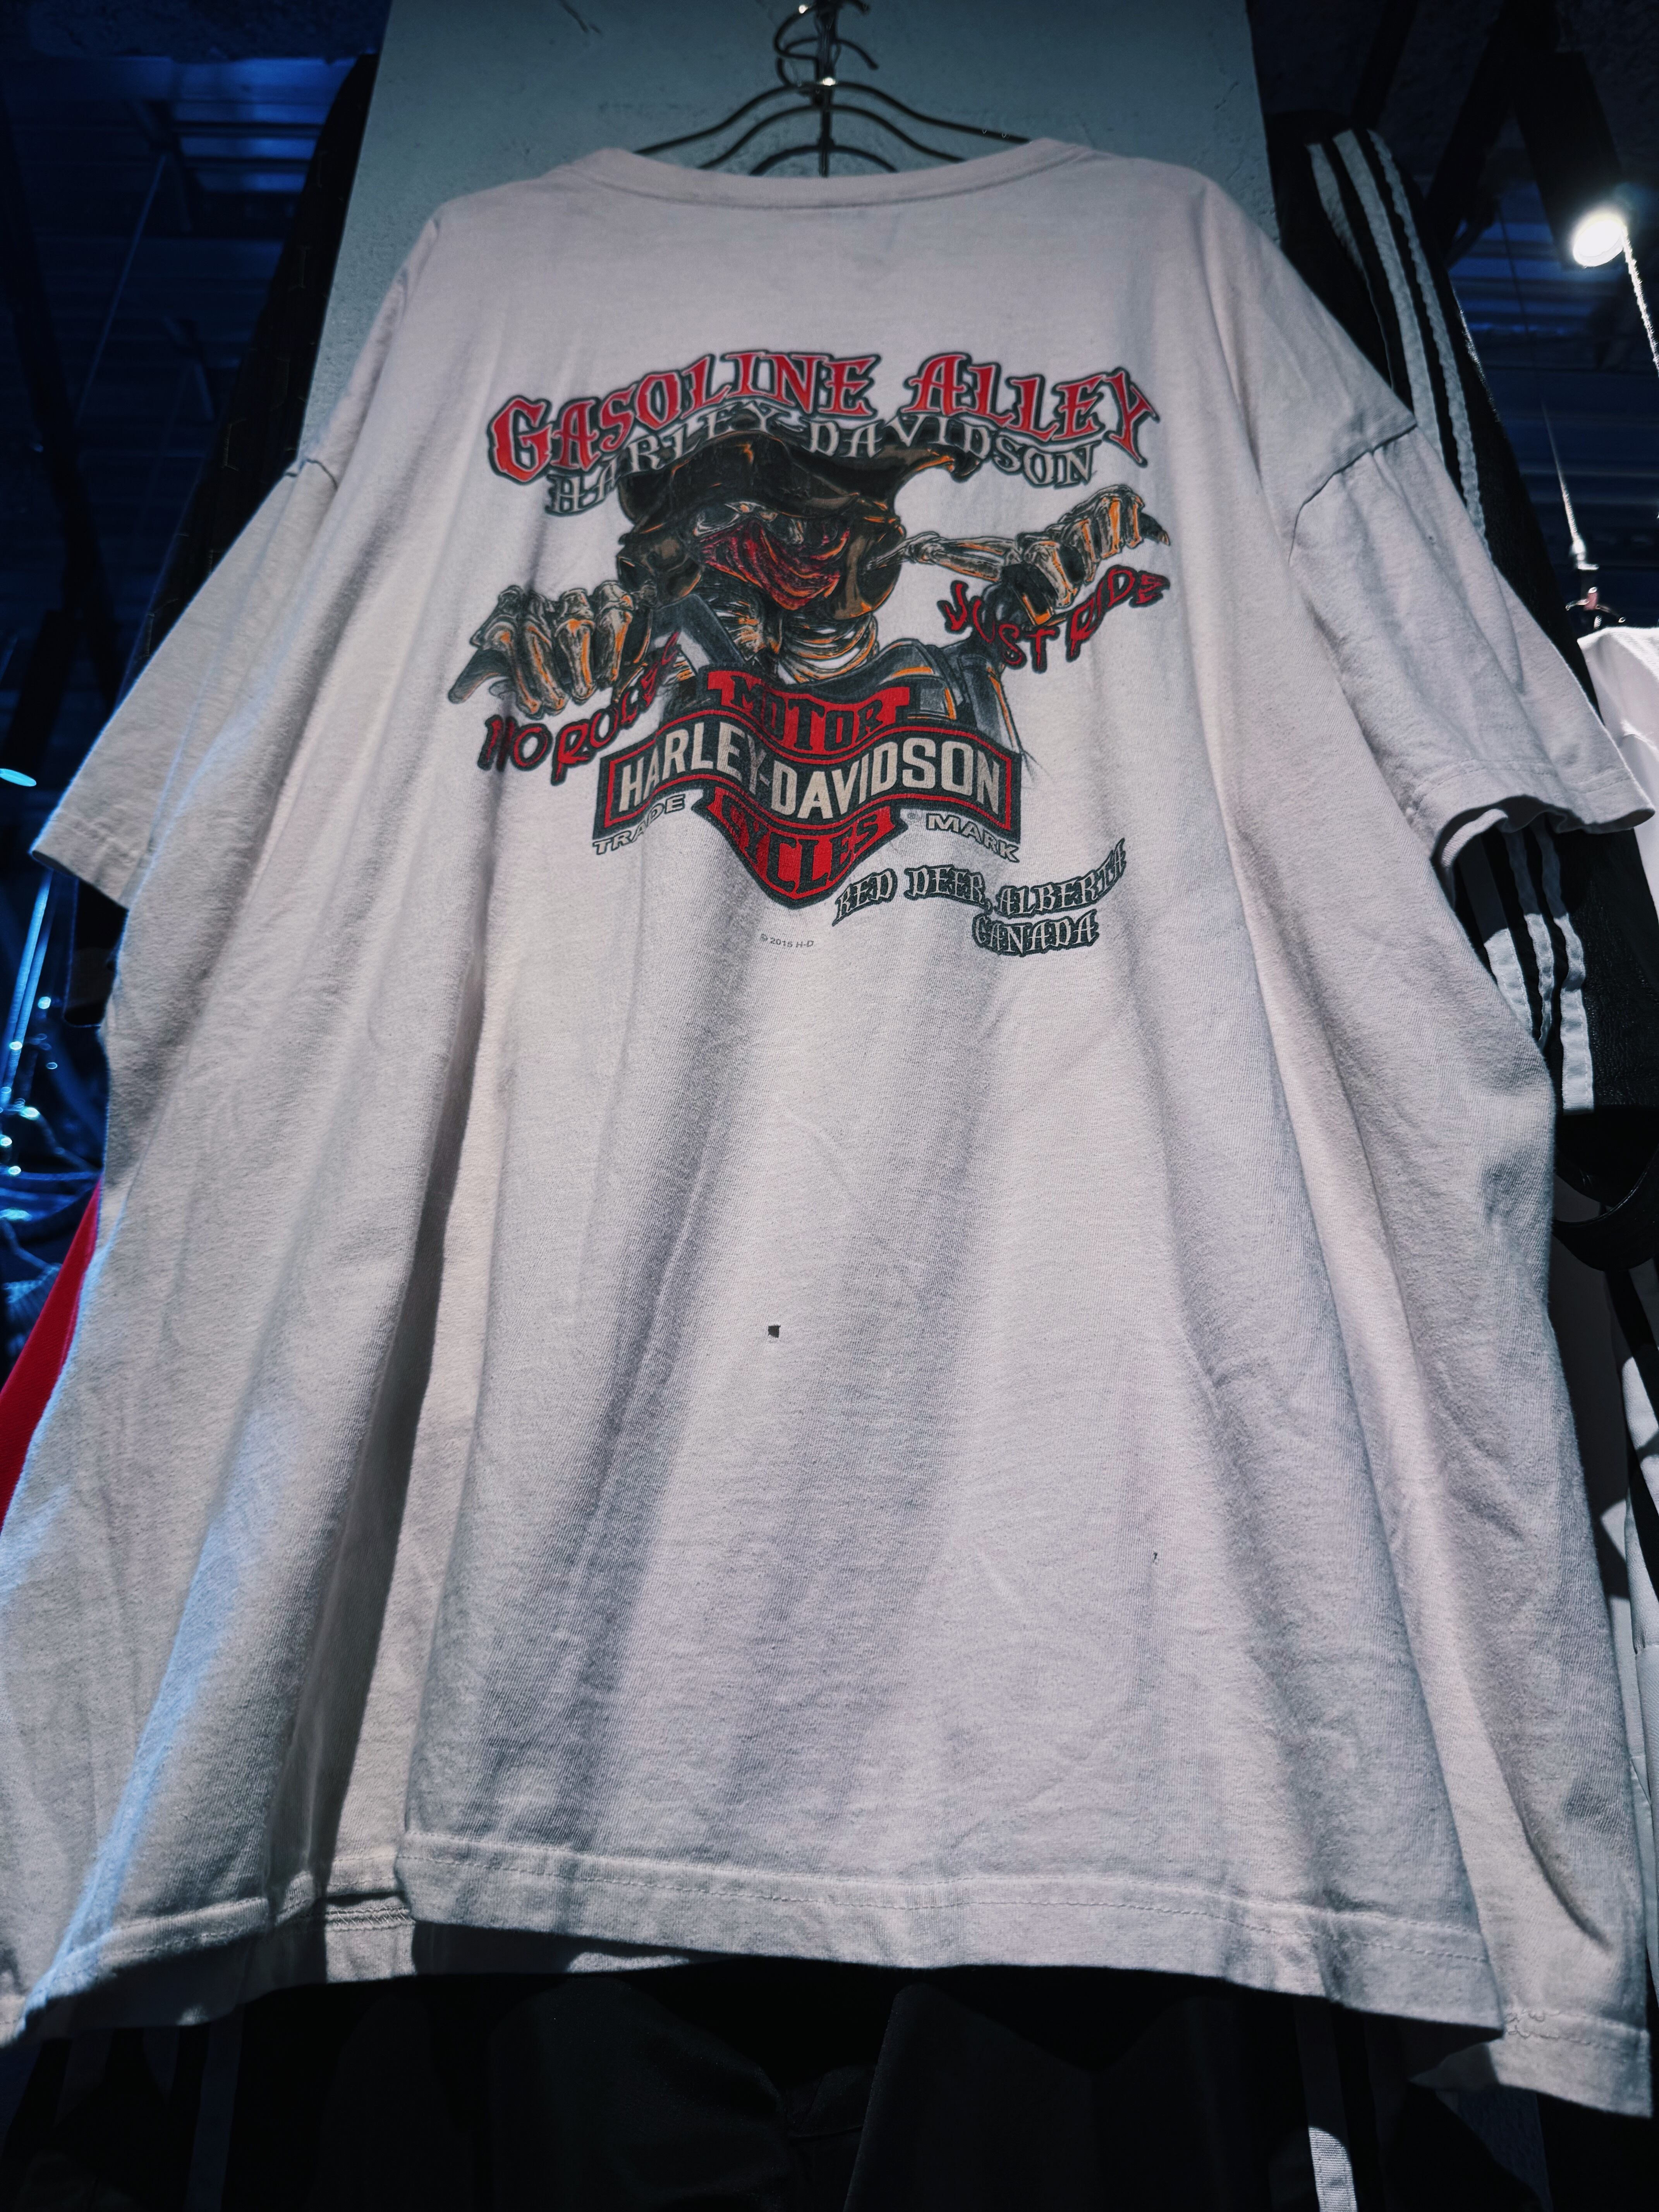 GASOLINE ALLEY
HARLEY-DAVIDSON
NO RULES
JUST RIDE
MOTOR
HARLEY-DAVIDSON
CYCLES
TRADE MARK
RED DEER, ALBERTA
CANADA
© 2015 H-D